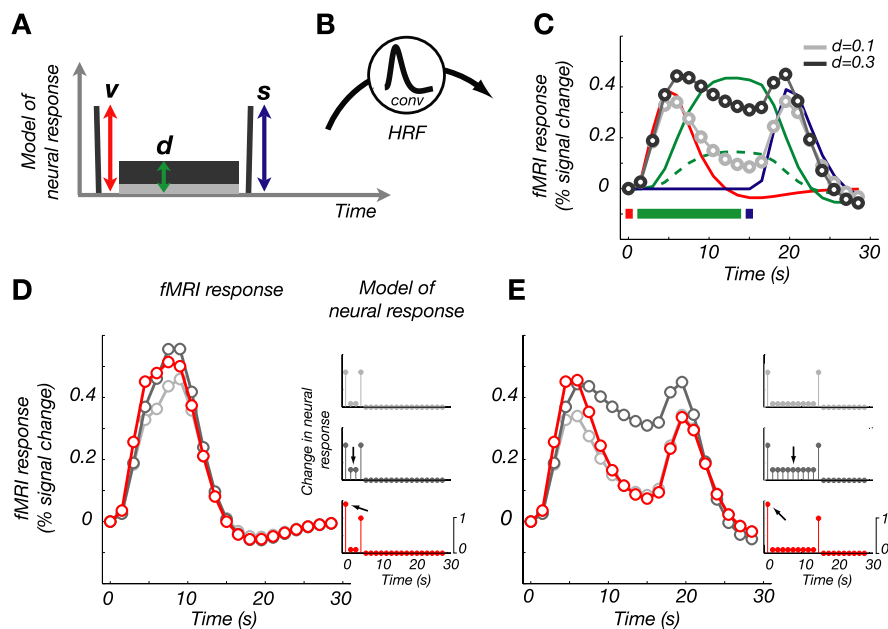 A
Model of
neural response
v
d
s
Time
B
conv
HRF
C
d=0.1
d=0.3
fMRI response
(% signal change)
0.4
0.2
0
0
10
20
30
Time (s)
D
fMRI response
Model of
neural response
fMRI response
(% signal change)
0.4
0.2
0
0
10
20
30
Time (s)
Change in neural
response
1
0
0
10
20
30
Time (s)
E
0.4
0.2
0
0
10
20
30
Time (s)
1
0
0
10
20
30
Time (s)